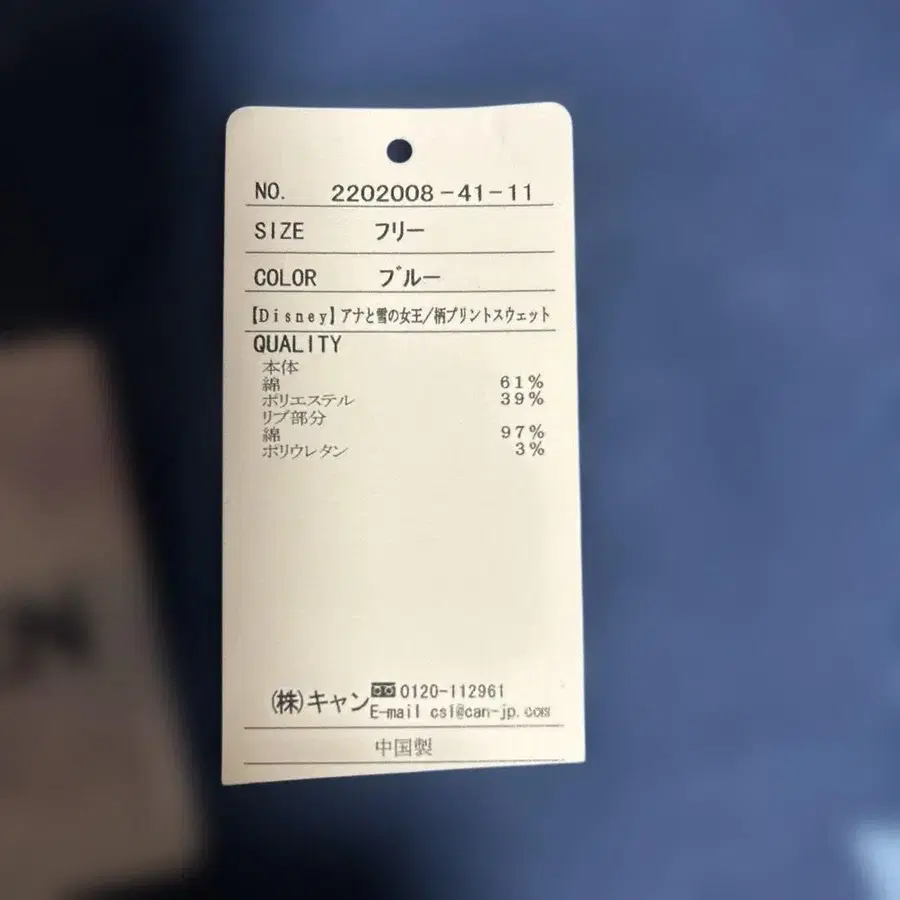 NO. 2202008-41-11
SIZE フリー
COLOR ブルー
【Disney】アナと雪の女王/柄プリントスウェット
QUALITY
本体
綿 61%
ポリエステル 39%
リブ部分
綿 97%
ポリウレタン 3%
(株)キャン 0120-112961
E-mail cs1@can-jp.com
中国製